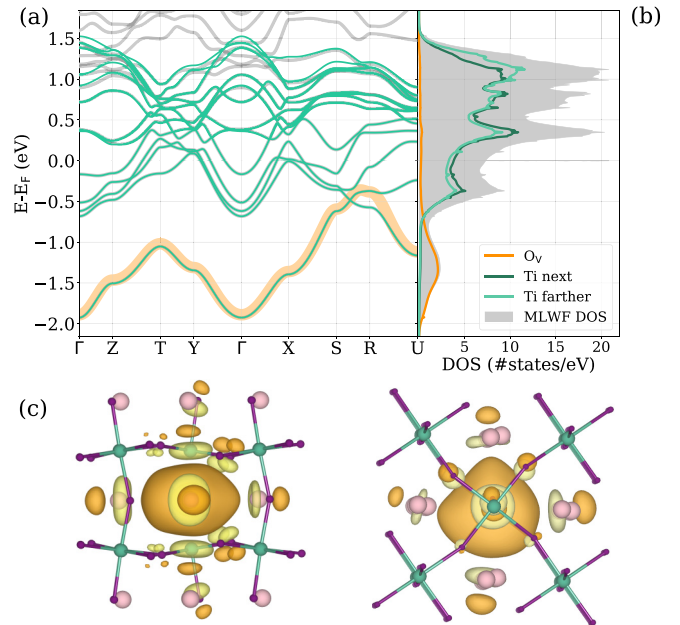 (a)
(b)
1.5
1.0
0.5
0.0
−0.5
−1.0
−1.5
−2.0
E-E_F (eV)
Γ Z T Y Γ X S R U
O_V
Ti next
Ti farther
MLWF DOS
5 10 15 20
DOS (#states/eV)
(c)